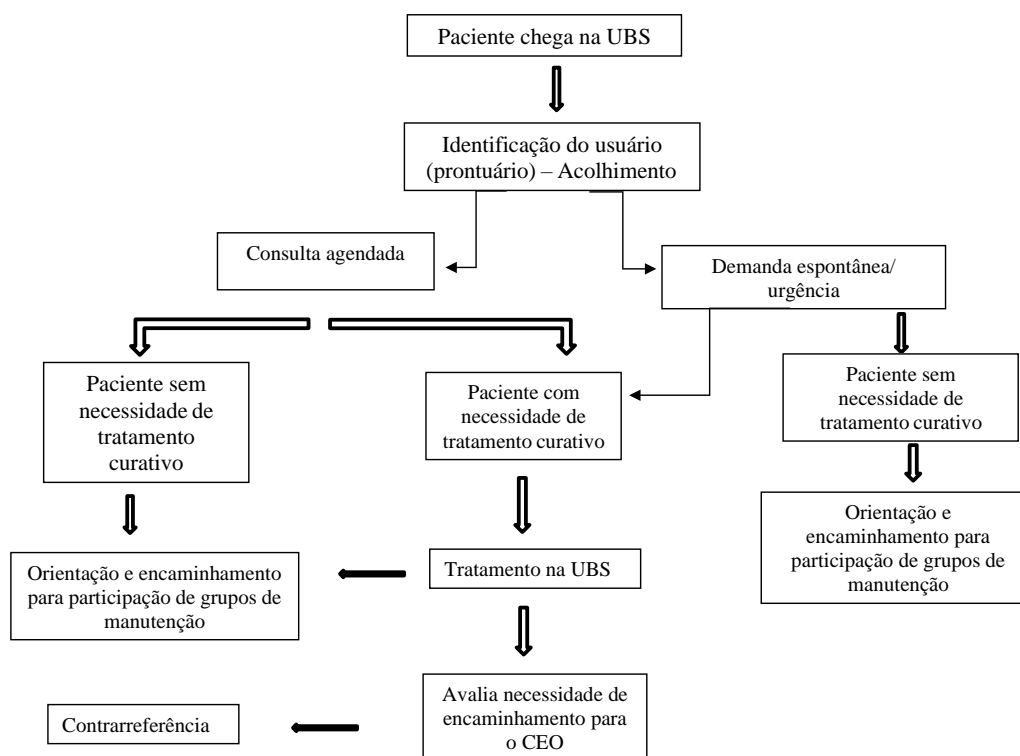 Paciente chega na UBS
Identificação do usuário
(prontuário) – Acolhimento
Consulta agendada
Demanda espontânea/
urgência
Paciente sem
necessidade de
tratamento
curativo
Paciente com
necessidade de
tratamento curativo
Paciente sem
necessidade de
tratamento curativo
Orientação e encaminhamento
para participação de grupos de
manutenção
Tratamento na UBS
Orientação e
encaminhamento para
participação de grupos de
manutenção
Contrarreferência
Avalia necessidade de
encaminhamento para
o CEO